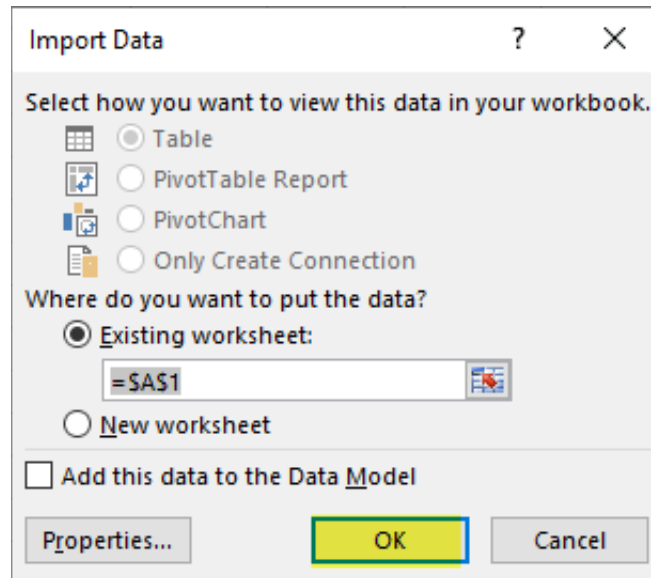 Import Data ? X
Select how you want to view this data in your workbook.
Table
PivotTable Report
PivotChart
Only Create Connection
Where do you want to put the data?
Existing worksheet:
=$A$1
New worksheet
Add this data to the Data Model
Properties... OK Cancel